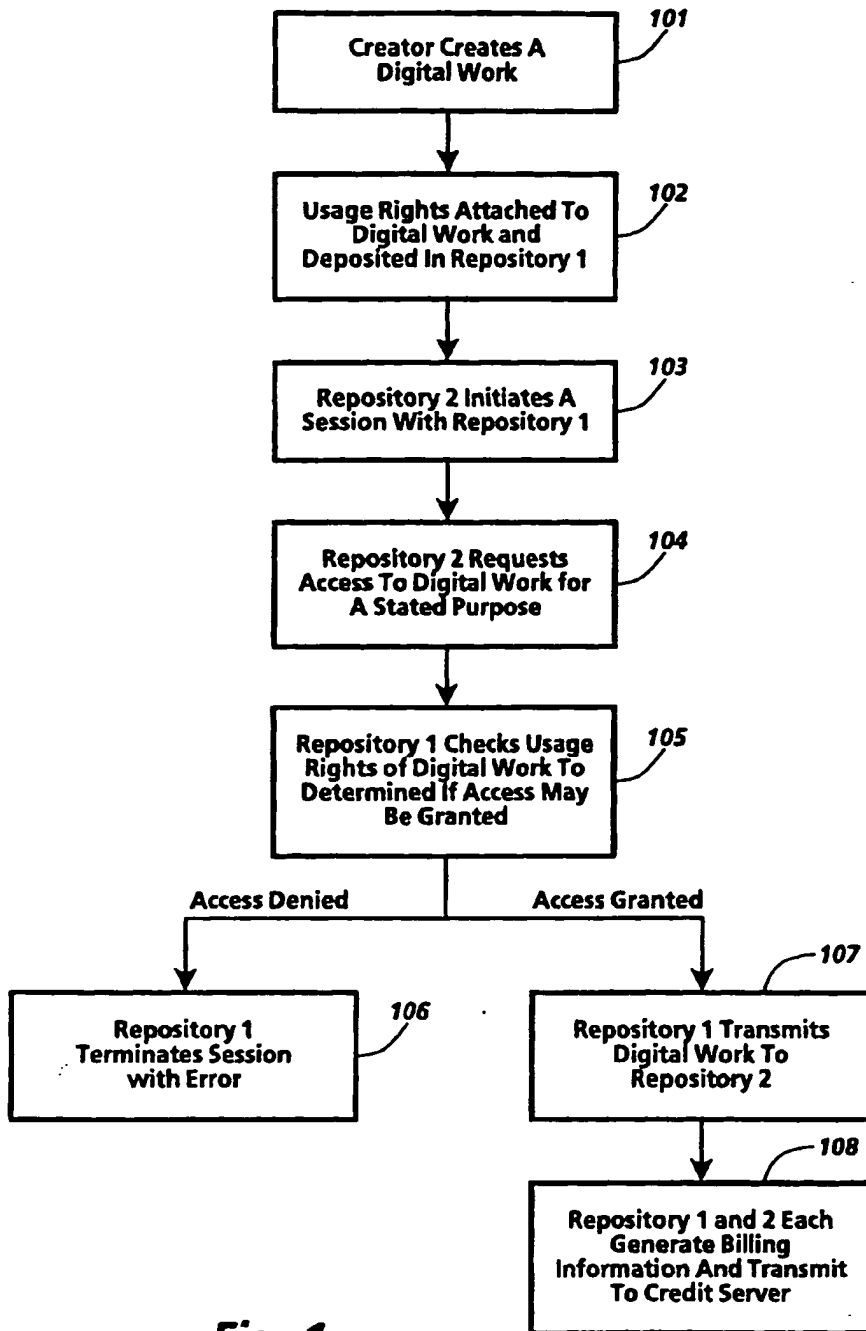 101
Creator Creates A
Digital Work
102
Usage Rights Attached To
Digital Work and
Deposited In Repository 1
103
Repository 2 Initiates A
Session With Repository 1
104
Repository 2 Requests
Access To Digital Work for
A Stated Purpose
105
Repository 1 Checks Usage
Rights of Digital Work To
Determined If Access May
Be Granted
Access Denied
Access Granted
106
Repository 1
Terminates Session
with Error
107
Repository 1 Transmits
Digital Work To
Repository 2
108
Repository 1 and 2 Each
Generate Billing
Information And Transmit
To Credit Server